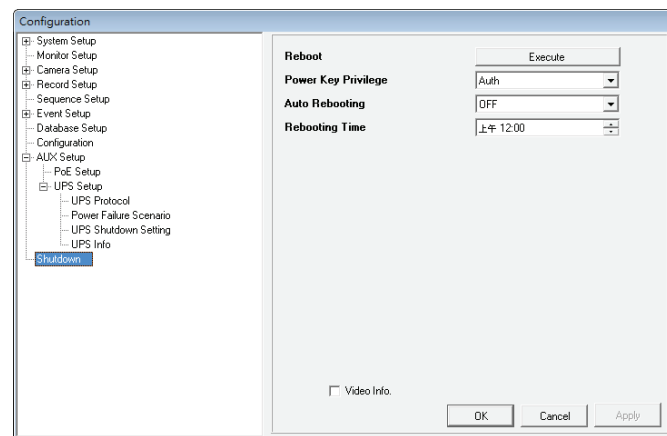 Configuration
System Setup
Monitor Setup
Camera Setup
Record Setup
Sequence Setup
Event Setup
Database Setup
Configuration
AUX Setup
PoE Setup
UPS Setup
UPS Protocol
Power Failure Scenario
UPS Shutdown Setting
UPS Info
Shutdown
Reboot Execute
Power Key Privilege Auth
Auto Rebooting OFF
Rebooting Time 上午 12:00
Video Info.
OK Cancel Apply